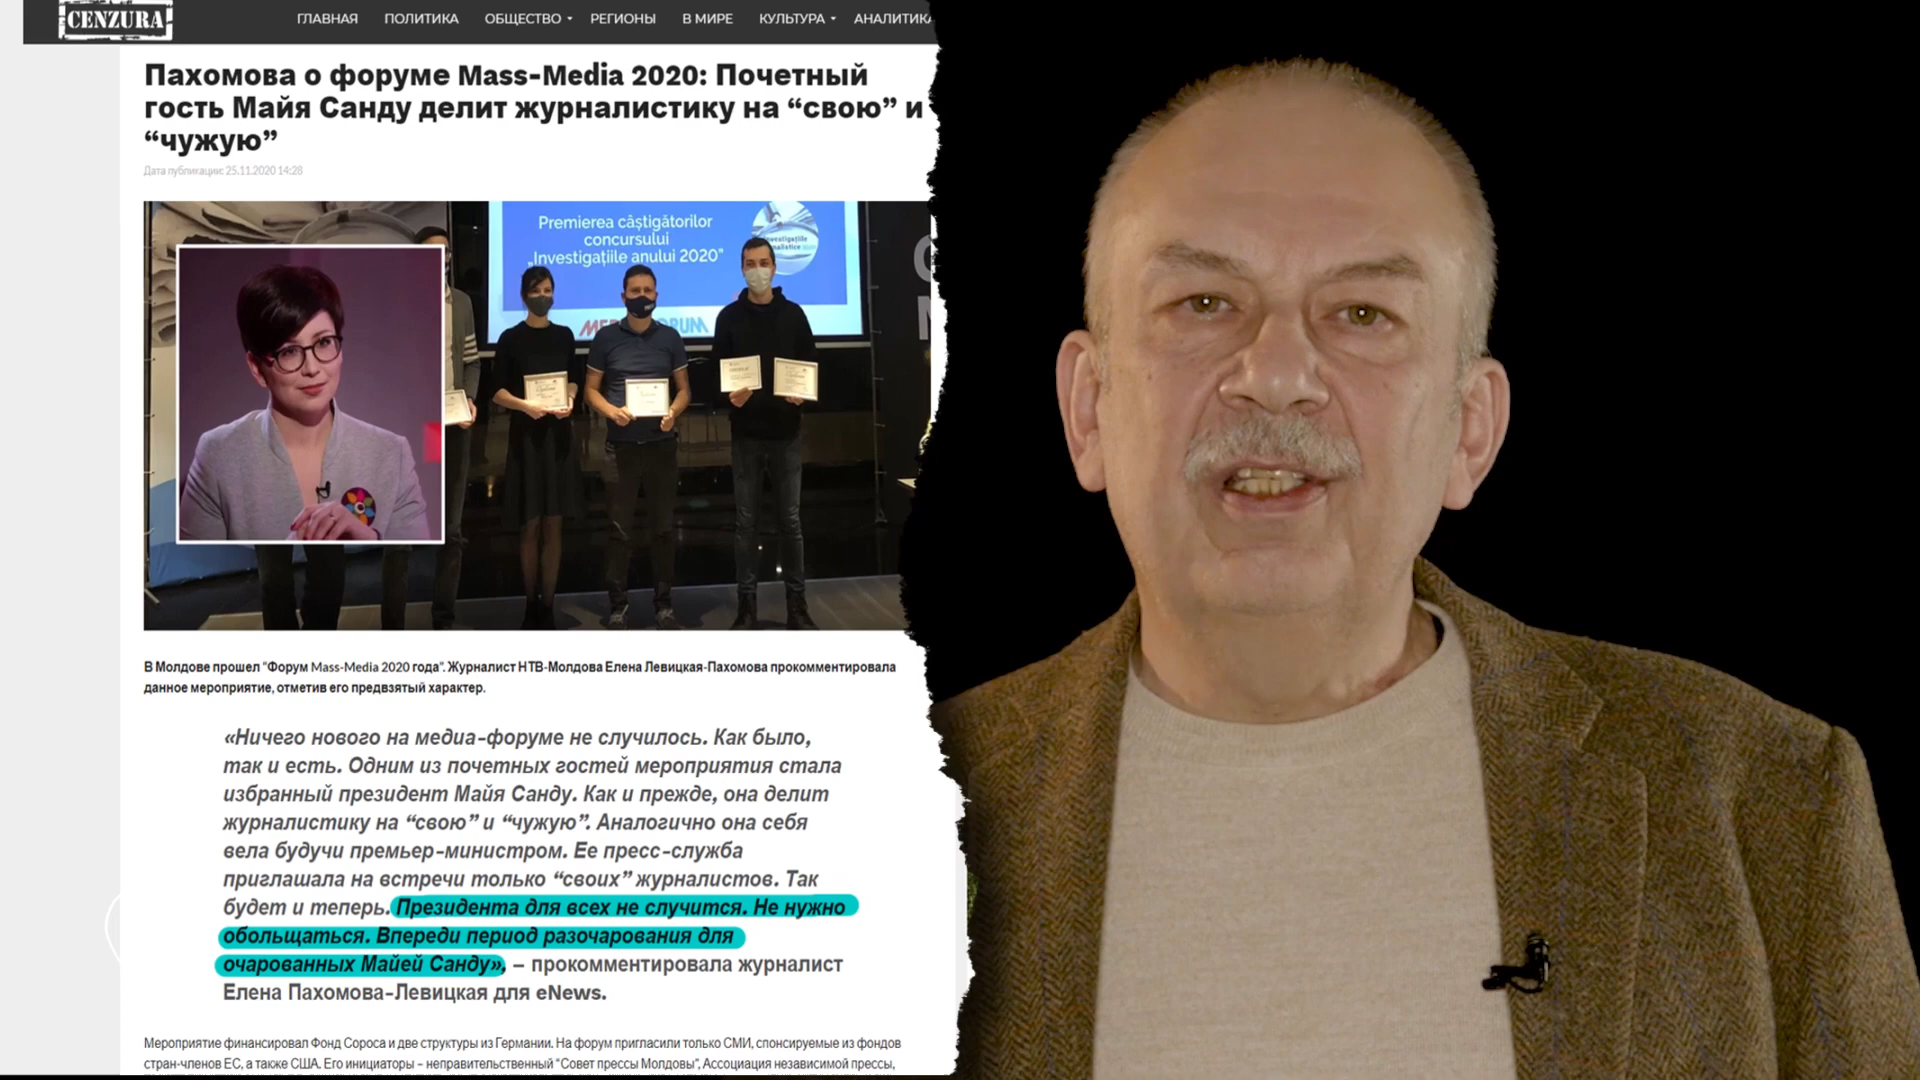 CENZURA
ГЛАВНАЯ ПОЛИТИКА ОБЩЕСТВО РЕГИОНЫ В МИРЕ КУЛЬТУРА АНАЛИТИКА
Пахомова о форуме Mass-Media 2020: Почетный
гость Майя Санду делит журналистику на “свою” и
“чужую”
Дата публикации: 25.11.2020 14:28
Premierea câștigătorilor
concursului
„Investigațiile anului 2020”
В Молдове прошел "Форум Mass-Media 2020 года". Журналист НТВ-Молдова Елена Левицкая-Пахомова прокомментировала
данное мероприятие, отметив его предвзятый характер.
«Ничего нового на медиа-форуме не случилось. Как было,
так и есть. Одним из почетных гостей мероприятия стала
избранный президент Майя Санду. Как и прежде, она делит
журналистику на “свою” и “чужую”. Аналогично она себя
вела будучи премьер-министром. Ее пресс-служба
приглашала на встречи только “своих” журналистов. Так
будет и теперь. Президента для всех не случится. Не нужно
обольщаться. Впереди период разочарования для
очарованных Майей Санду», – прокомментировала журналист
Елена Пахомова-Левицкая для eNews.
Мероприятие финансировал Фонд Сороса и две структуры из Германии. На форум пригласили только СМИ, спонсируемые из фондов
стран-членов ЕС, а также США. Его инициаторы – неправительственный "Совет прессы Молдовы", Ассоциация независимой прессы,